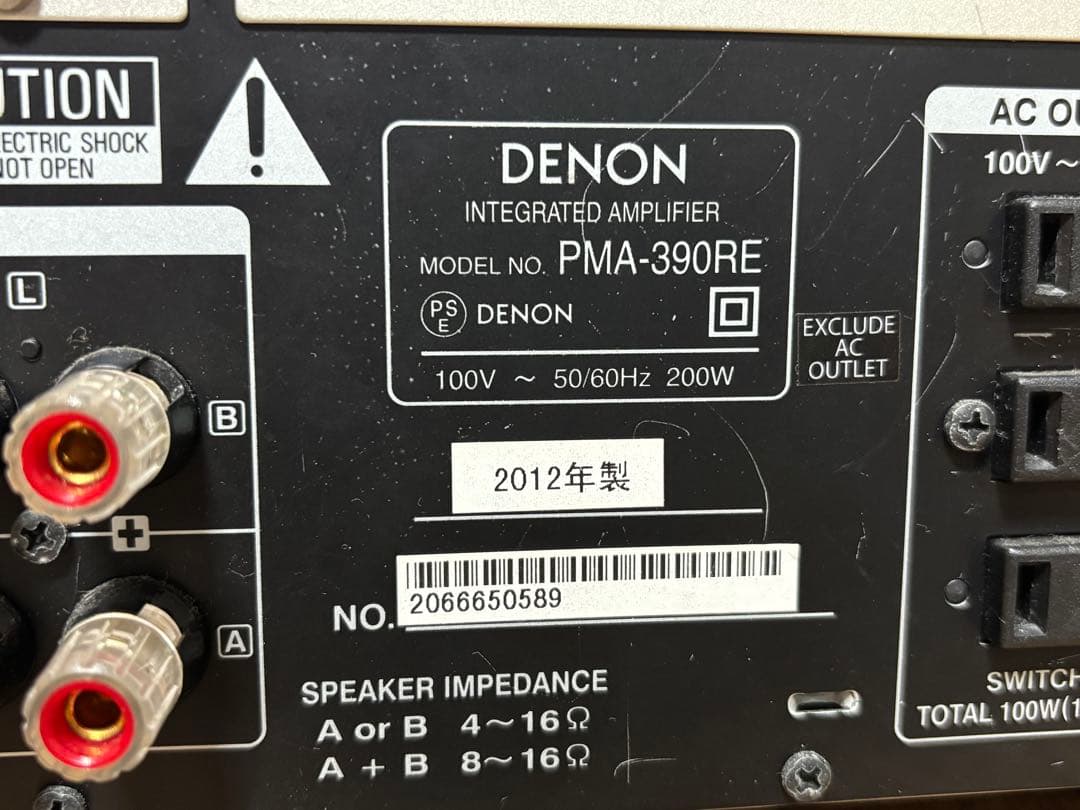 UTION
ECTRIC SHOCK
NOT OPEN
L
B
A
DENON
INTEGRATED AMPLIFIER
MODEL NO. PMA-390RE
PS
E
DENON
100V ～ 50/60Hz 200W
EXCLUDE
AC
OUTLET
2012年製
NO. 2066650589
SPEAKER IMPEDANCE
A or B 4～16Ω
A + B 8～16Ω
AC OU
100V～
SWITCH
TOTAL 100W(1